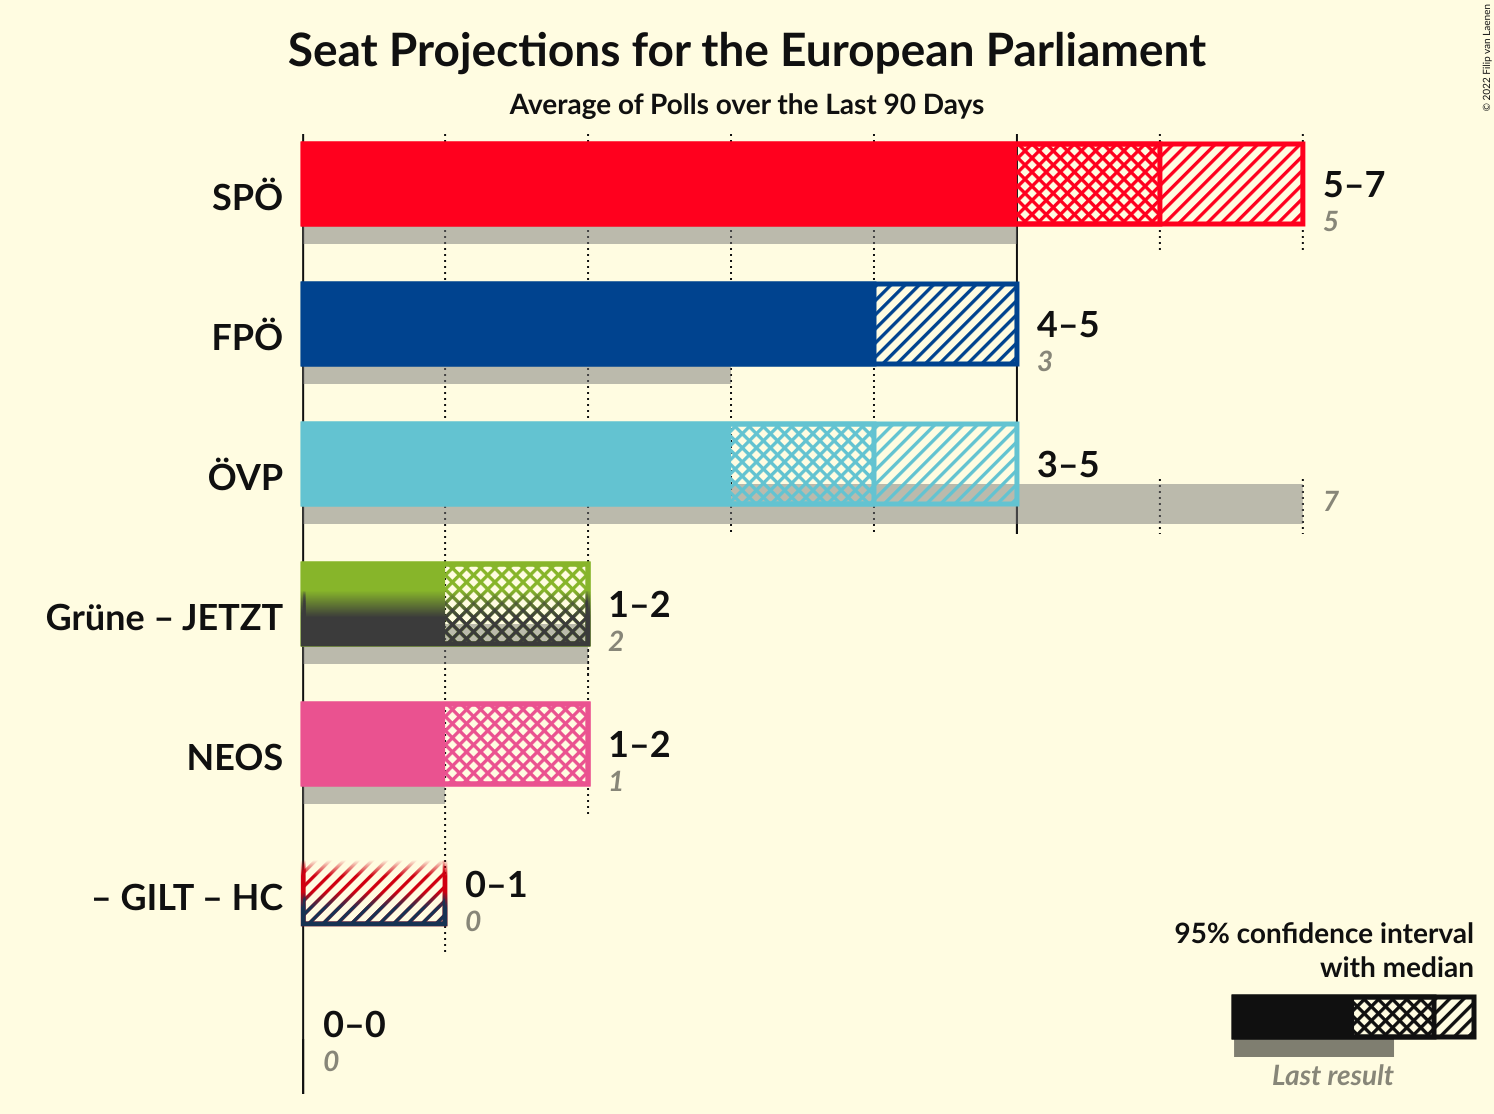 Seat Projections for the European Parliament
Average of Polls over the Last 90 Days
© 2022 Filip van Laenen
SPÖ
5–7
5
FPÖ
4–5
3
ÖVP
3–5
7
Grüne – JETZT
1–2
2
NEOS
1–2
1
– GILT – HC
0–1
0
0–0
0
95% confidence interval
with median
Last result